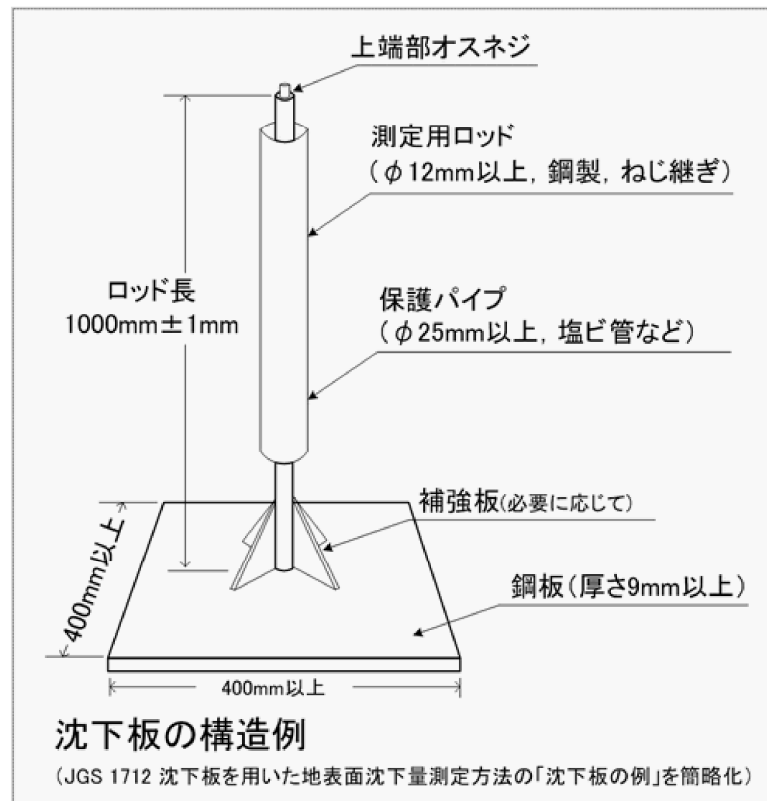 上端部オスネジ
測定用ロッド
(φ12mm以上, 鋼製, ねじ継ぎ)
ロッド長
1000mm±1mm
保護パイプ
(φ25mm以上, 塩ビ管など)
補強板(必要に応じて)
鋼板(厚さ9mm以上)
400mm以上
400mm以上
沈下板の構造例
(JGS 1712 沈下板を用いた地表面沈下量測定方法の「沈下板の例」を簡略化)